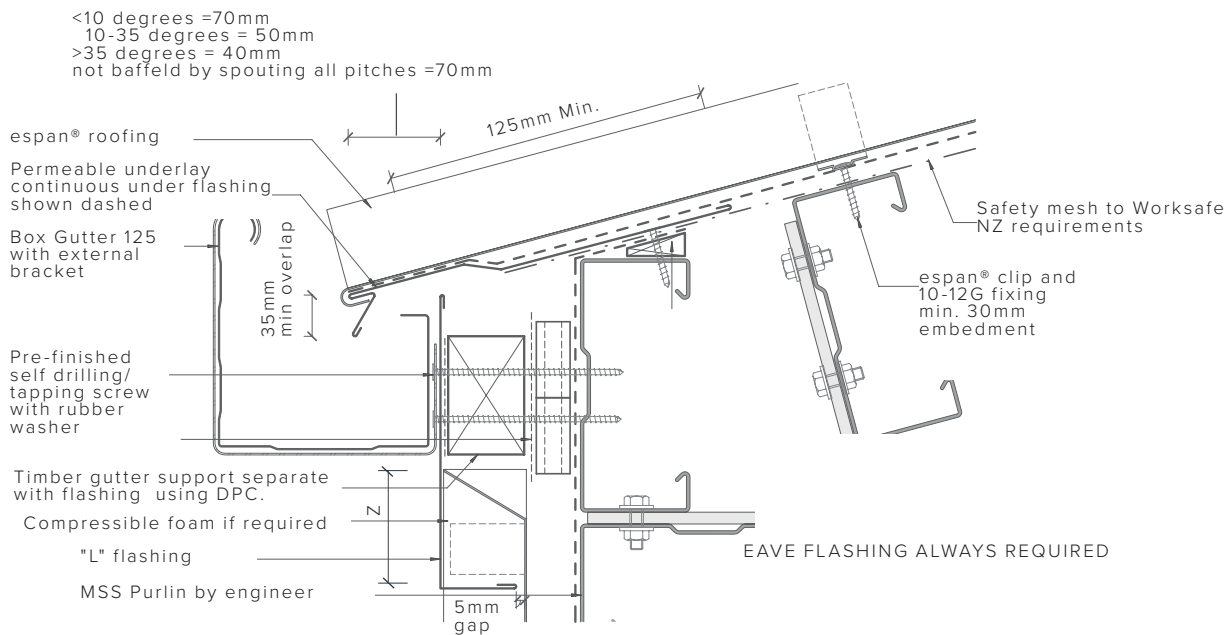 <10 degrees =70mm
10-35 degrees = 50mm
>35 degrees = 40mm
not baffeld by spouting all pitches =70mm
125mm Min.
espan® roofing
Permeable underlay
continuous under flashing
shown dashed
Box Gutter 125
with external
bracket
35mm
min overlap
Safety mesh to Worksafe
NZ requirements
espan® clip and
10-12G fixing
min. 30mm
embedment
Pre-finished
self drilling/
tapping screw
with rubber
washer
Timber gutter support separate
with flashing using DPC.
Z
Compressible foam if required
"L" flashing
EAVE FLASHING ALWAYS REQUIRED
MSS Purlin by engineer
5mm
gap